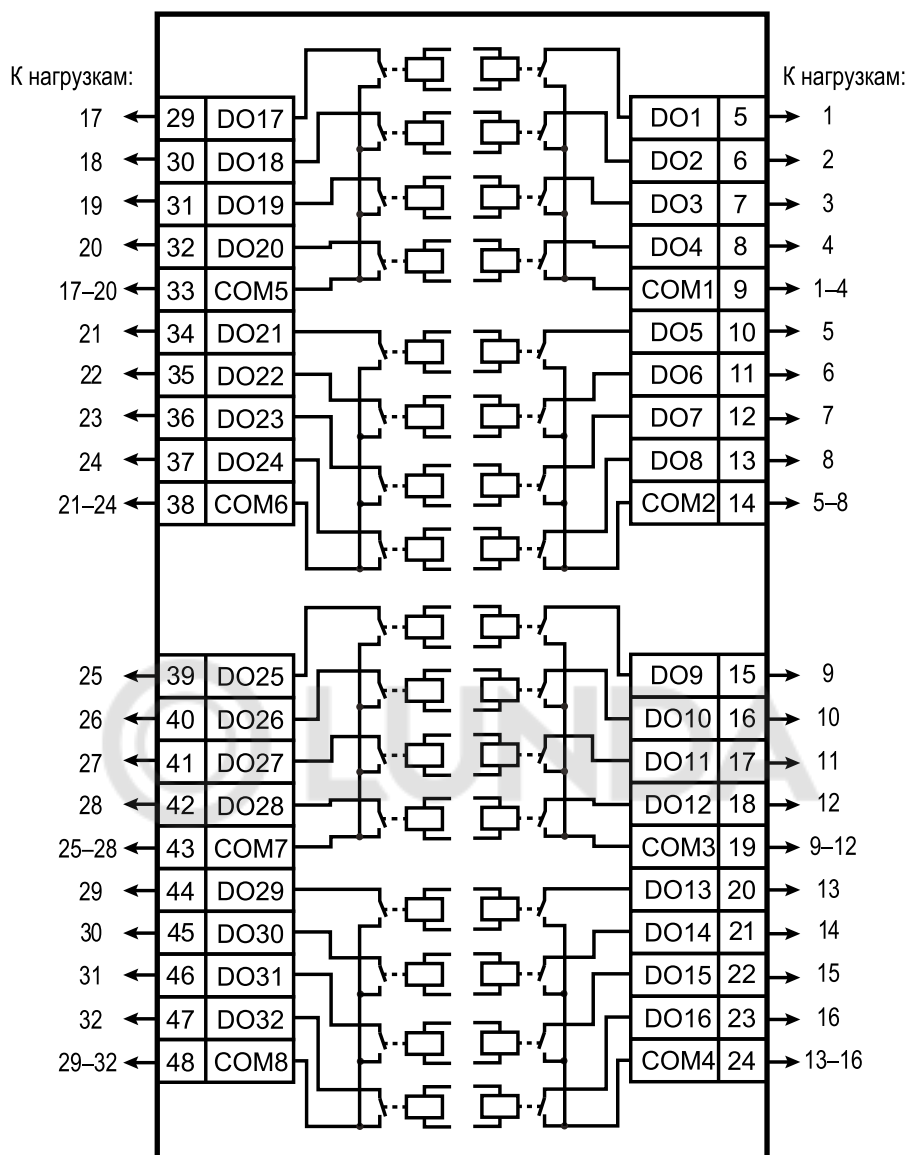 К нагрузкам: К нагрузкам:
17 29 DO17 DO1 5 1
18 30 DO18 DO2 6 2
19 31 DO19 DO3 7 3
20 32 DO20 DO4 8 4
17–20 33 COM5 COM1 9 1–4
21 34 DO21 DO5 10 5
22 35 DO22 DO6 11 6
23 36 DO23 DO7 12 7
24 37 DO24 DO8 13 8
21–24 38 COM6 COM2 14 5–8
25 39 DO25 DO9 15 9
26 40 DO26 DO10 16 10
27 41 DO27 DO11 17 11
28 42 DO28 DO12 18 12
25–28 43 COM7 COM3 19 9–12
29 44 DO29 DO13 20 13
30 45 DO30 DO14 21 14
31 46 DO31 DO15 22 15
32 47 DO32 DO16 23 16
29–32 48 COM8 COM4 24 13–16
LUNDA